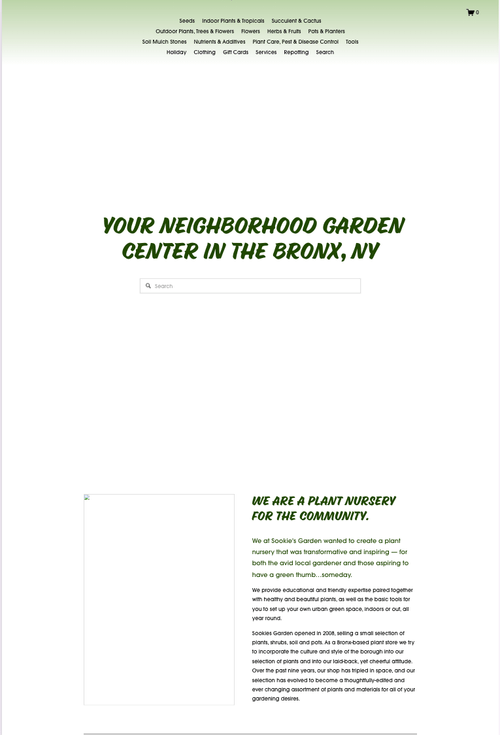 0
Seeds Indoor Plants & Tropicals Succulent & Cactus
Outdoor Plants, Trees & Flowers Flowers Herbs & Fruits Pots & Planters
Soil Mulch Stones Nutrients & Additives Plant Care, Pest & Disease Control Tools
Holiday Clothing Gift Cards Services Repotting Search
YOUR NEIGHBORHOOD GARDEN
CENTER IN THE BRONX, NY
Search
WE ARE A PLANT NURSERY
FOR THE COMMUNITY.
We at Sookie's Garden wanted to create a plant
nursery that was transformative and inspiring — for
both the avid local gardener and those aspiring to
have a green thumb...someday.
We provide educational and friendly expertise paired together
with healthy and beautiful plants, as well as the basic tools for
you to set up your own urban green space, indoors or out, all
year round.
Sookies Garden opened in 2008, selling a small selection of
plants, shrubs, soil and pots. As a Bronx-based plant store we try
to incorporate the culture and style of the borough into our
selection of plants and into our laid-back, yet cheerful attitude.
Over the past nine years, our shop has tripled in space, and our
selection has evolved to become a thoughtfully-edited and
ever changing assortment of plants and materials for all of your
gardening desires.